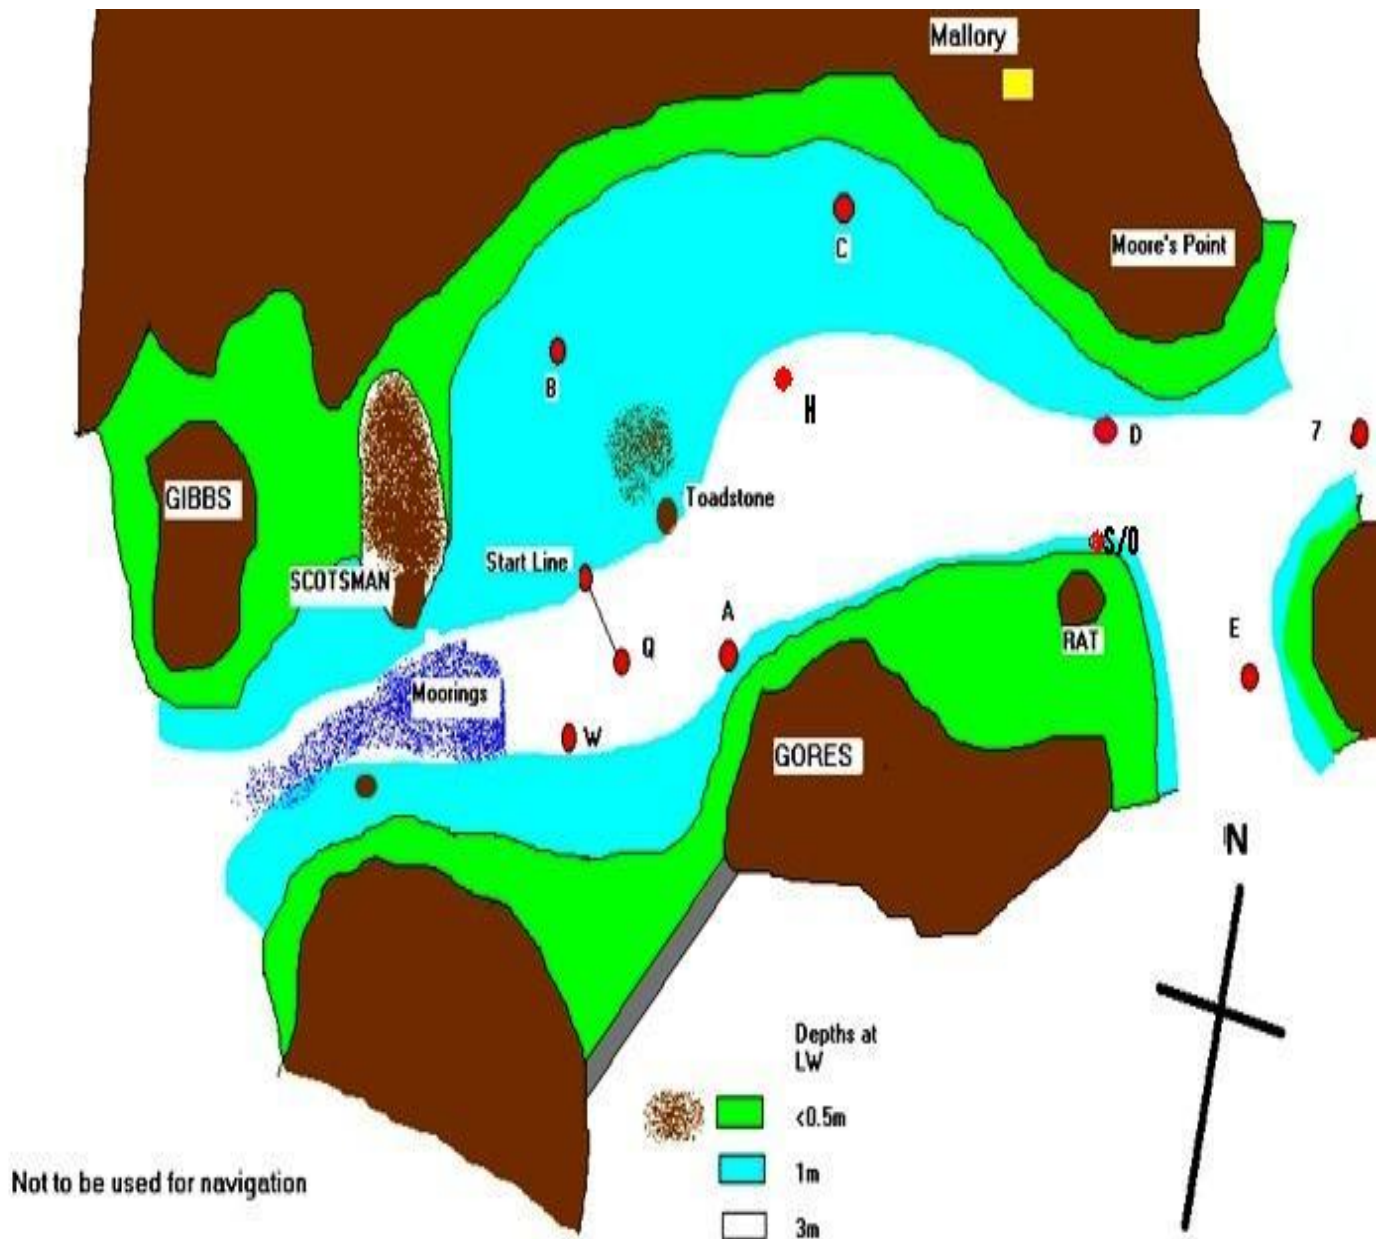 Mallory
Moore's Point
C
B
H
D
7
GIBBS
Toadstone
S/O
Start Line
SCOTSMAN
A
RAT
E
Q
Moorings
W
GORES
N
Depths at
LW
<0.5m
1m
3m
Not to be used for navigation